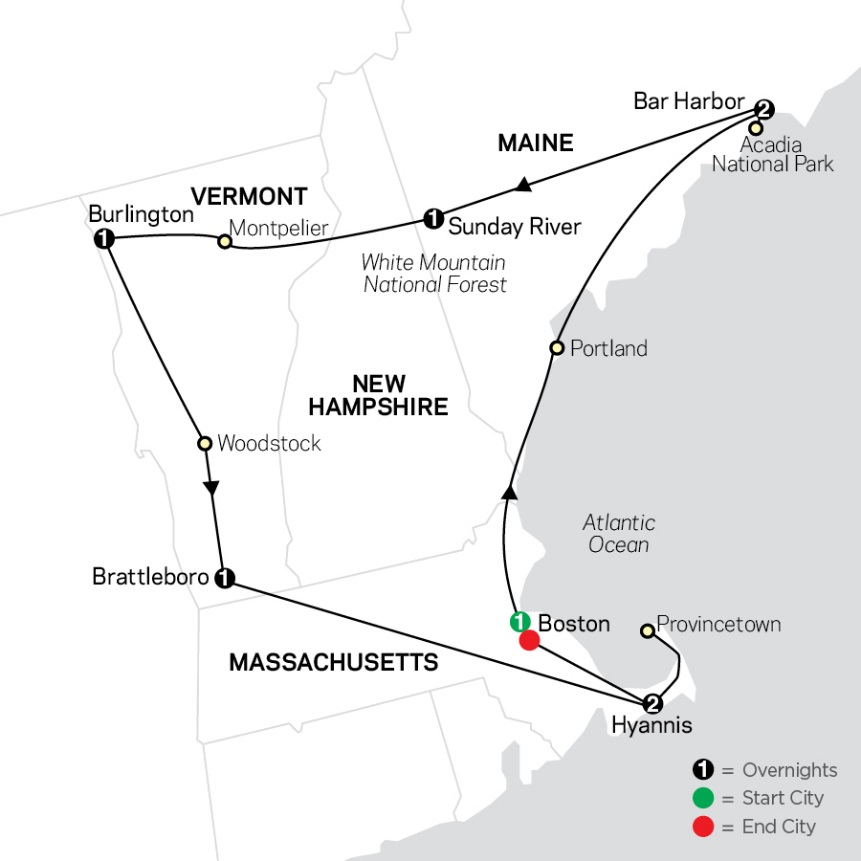 Bar Harbor
2
Acadia
National Park
MAINE
VERMONT
Burlington
1
Montpelier
1
Sunday River
White Mountain
National Forest
Portland
NEW
HAMPSHIRE
Woodstock
Atlantic
Ocean
Brattleboro
1
1
Boston
Provincetown
MASSACHUSETTS
2
Hyannis
1 = Overnights
= Start City
= End City